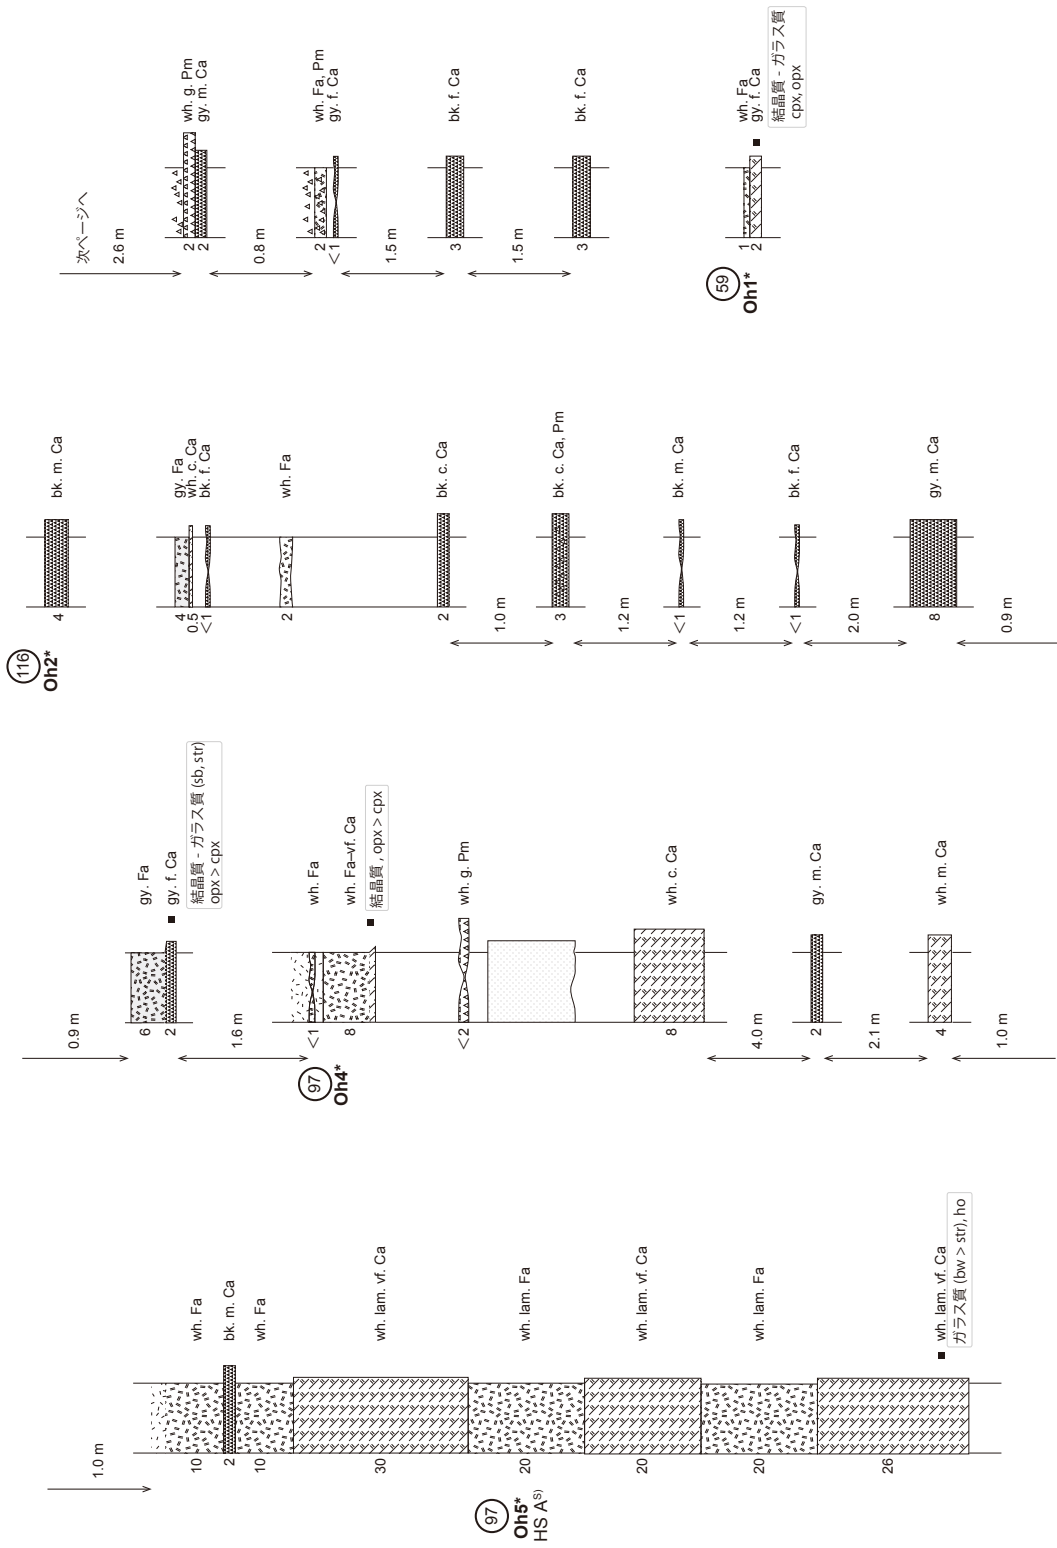 1.0 m
10 wh. Fa
2 bk. m. Ca
10 wh. Fa
30 wh. lam. vf. Ca
97
Oh5*
HS A S)
20 wh. lam. Fa
20 wh. lam. vf. Ca
20 wh. lam. Fa
26 ■ wh. lam. vf. Ca
ガラス質 (bw > str), ho
0.9 m
6 gy. Fa
2 ■ gy. f. Ca
結晶質 - ガラス質 (sb, str)
opx > cpx
1.6 m
97
Oh4*
<1 wh. Fa
8 wh. Fa–vf. Ca
■ 結晶質 , opx > cpx
<2 wh. g. Pm
8 wh. c. Ca
4.0 m
2 gy. m. Ca
2.1 m
4 wh. m. Ca
1.0 m
116
Oh2*
4 bk. m. Ca
4 gy. Fa
0.5 wh. c. Ca
<1 bk. f. Ca
2 wh. Fa
2 bk. c. Ca
1.0 m
3 bk. c. Ca, Pm
1.2 m
<1 bk. m. Ca
1.2 m
<1 bk. f. Ca
2.0 m
8 gy. m. Ca
0.9 m
次ページへ
2.6 m
2 wh. g. Pm
2 gy. m. Ca
0.8 m
2 wh. Fa, Pm
<1 gy. f. Ca
1.5 m
3 bk. f. Ca
1.5 m
3 bk. f. Ca
59
Oh1*
1 wh. Fa
2 ■ gy. f. Ca
結晶質 - ガラス質
cpx, opx